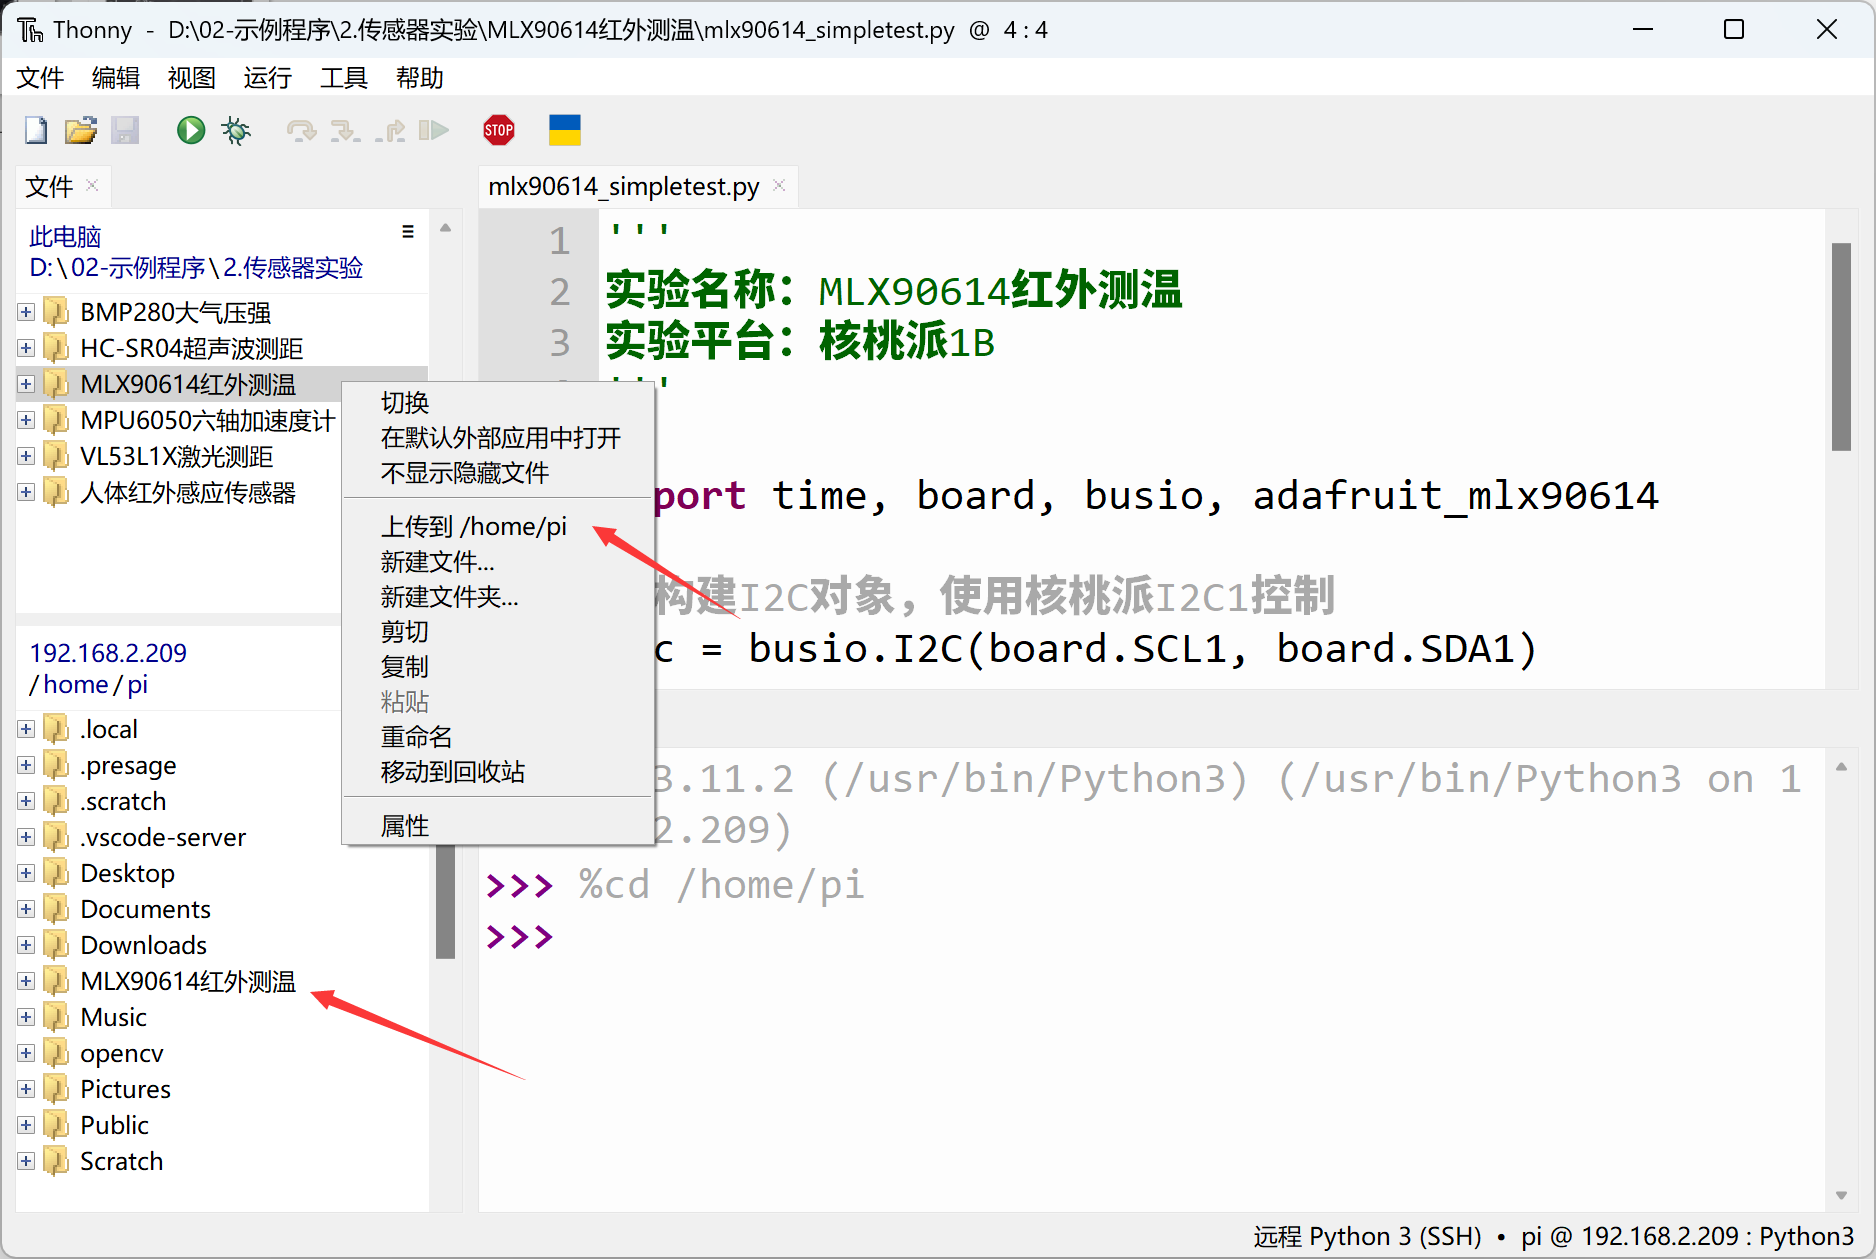 Thonny - D:\02-示例程序\2.传感器实验\MLX90614红外测温\mlx90614_simpletest.py @ 4 : 4
文件 编辑 视图 运行 工具 帮助
STOP
文件
此电脑
D:\02-示例程序\2.传感器实验
BMP280大气压强
HC-SR04超声波测距
MLX90614红外测温
MPU6050六轴加速度计
VL53L1X激光测距
人体红外感应传感器
192.168.2.209
/home/pi
.local
.presage
.scratch
.vscode-server
Desktop
Documents
Downloads
MLX90614红外测温
Music
opencv
Pictures
Public
Scratch
切换
在默认外部应用中打开
不显示隐藏文件
上传到 /home/pi
新建文件...
新建文件夹...
剪切
复制
粘贴
重命名
移动到回收站
属性
mlx90614_simpletest.py
1 '''
2 实验名称：MLX90614红外测温
3 实验平台：核桃派1B
'''
port time, board, busio, adafruit_mlx90614
构建I2C对象，使用核桃派I2C1控制
c = busio.I2C(board.SCL1, board.SDA1)
3.11.2 (/usr/bin/Python3) (/usr/bin/Python3 on 1
2.209)
>>> %cd /home/pi
>>>
远程 Python 3 (SSH) • pi @ 192.168.2.209 : Python3